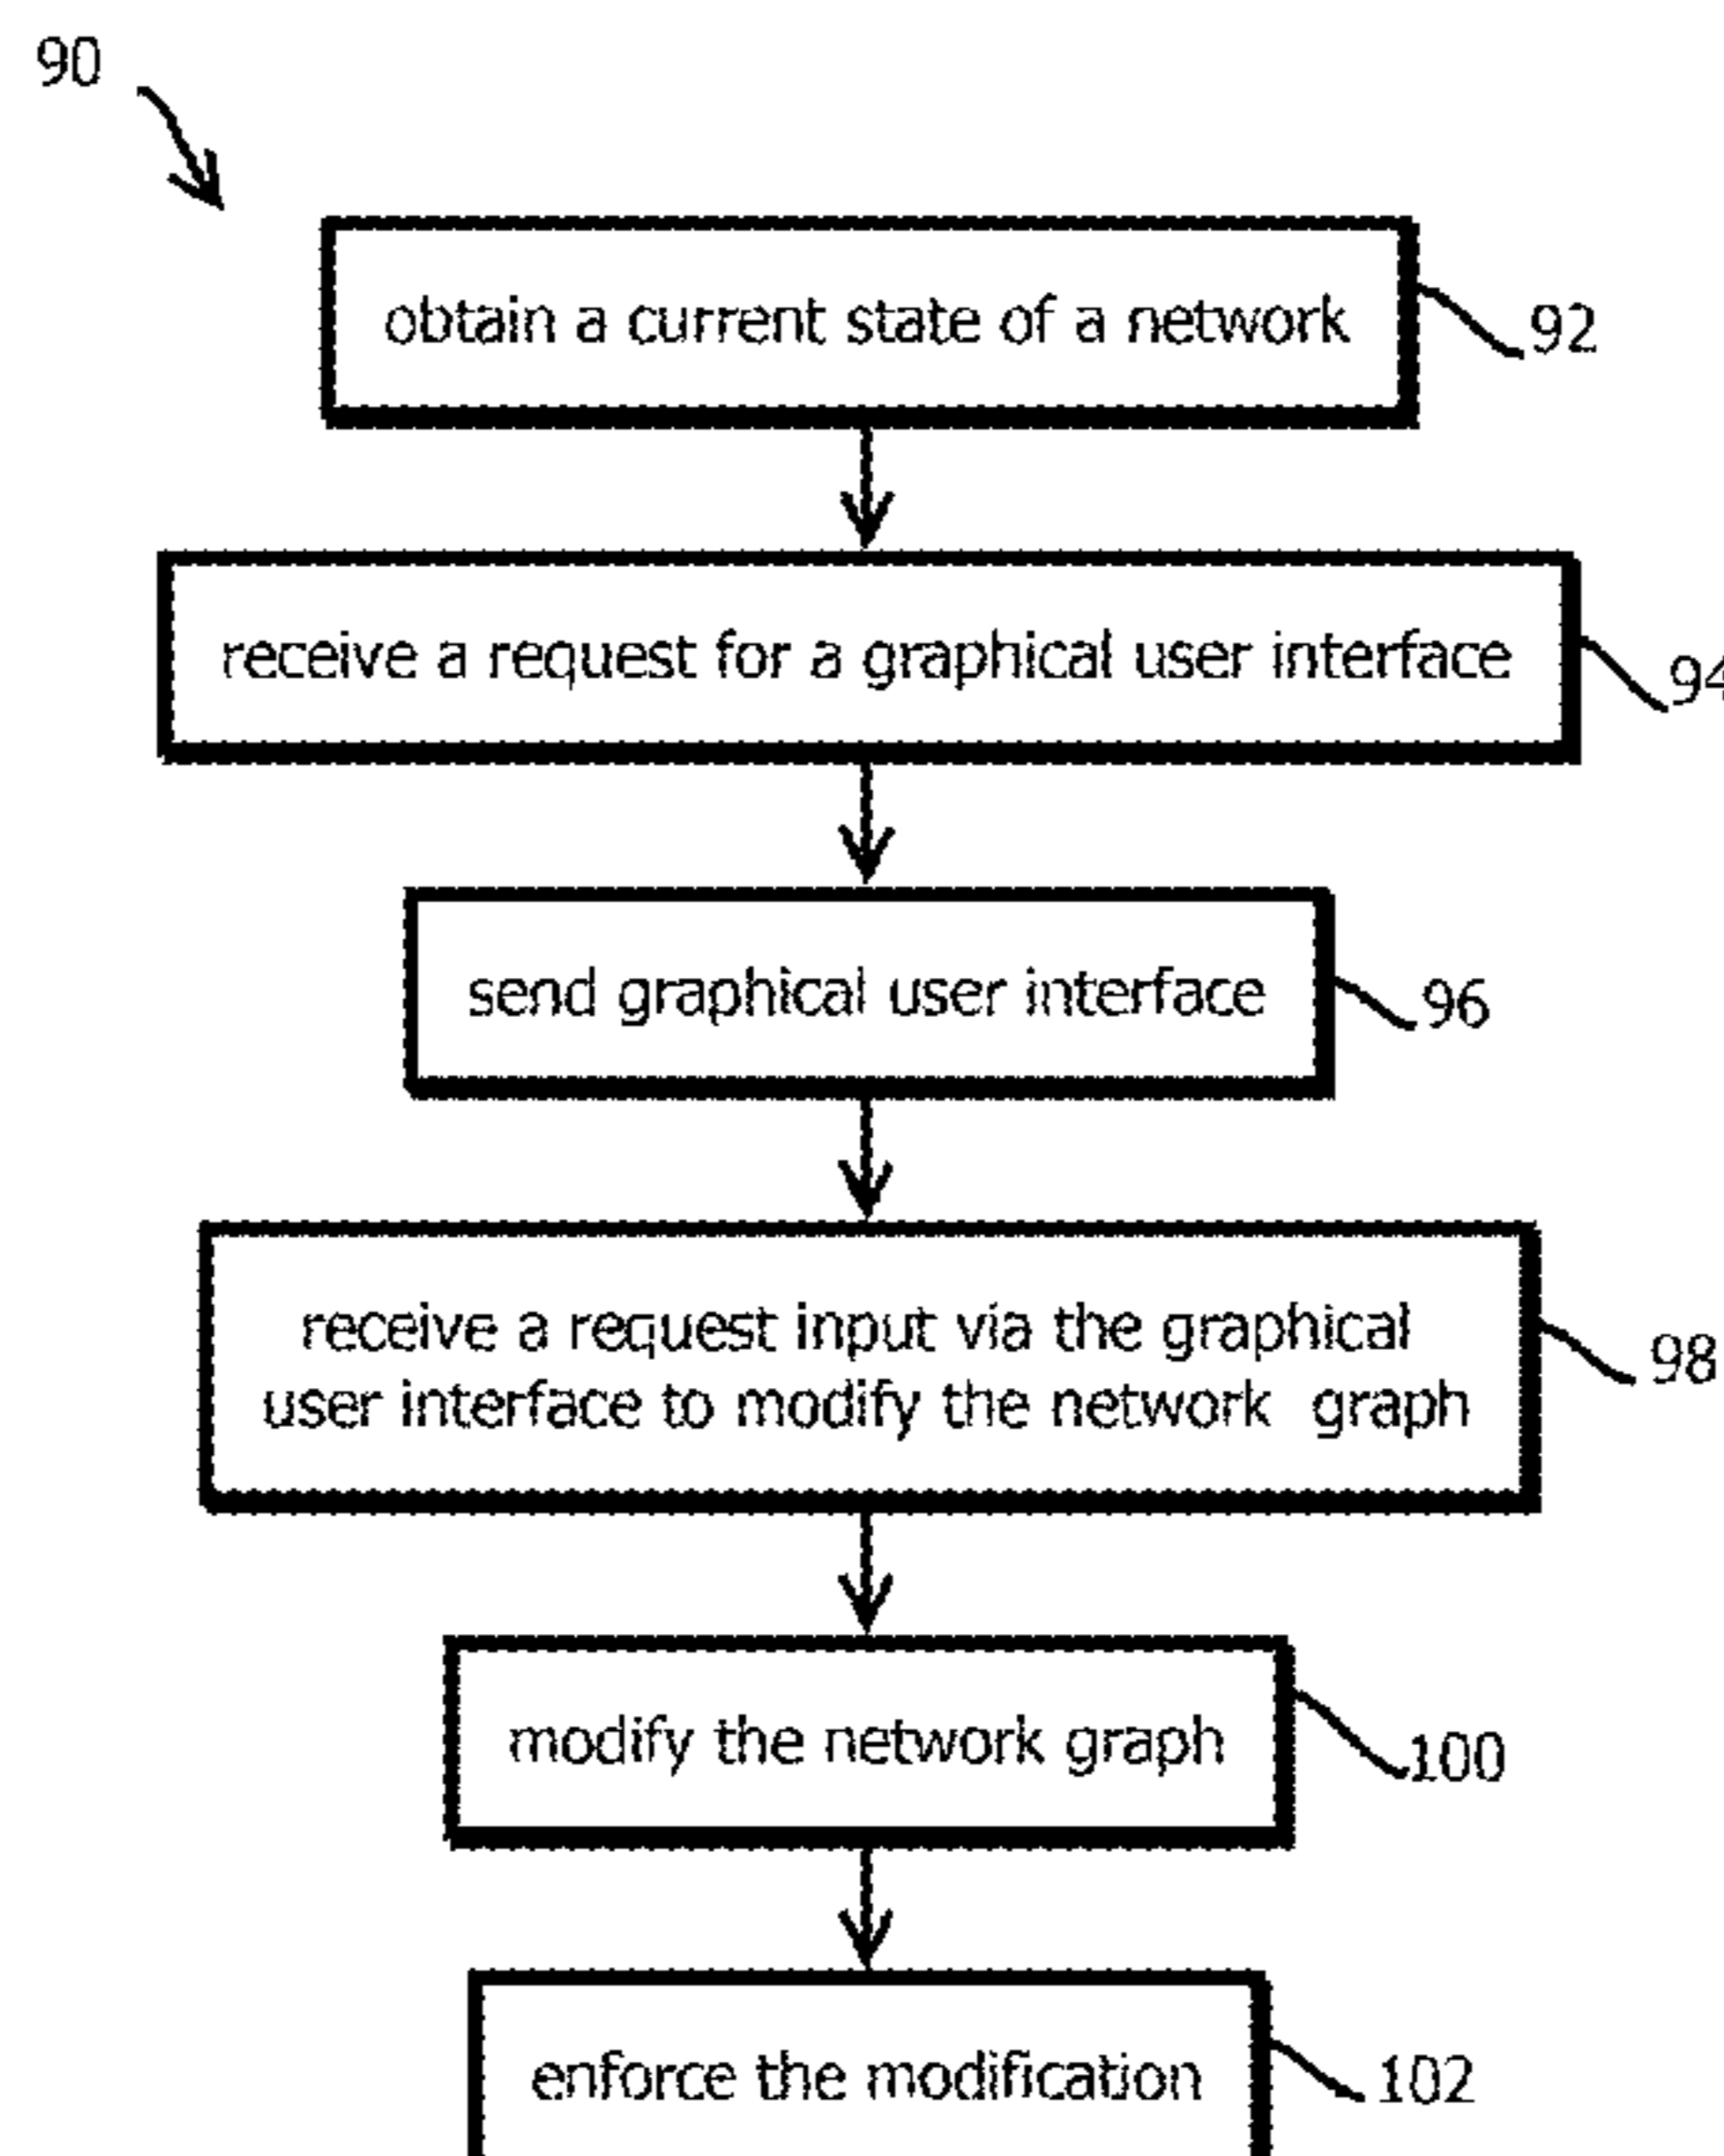 90
obtain a current state of a network
92
receive a request for a graphical user interface
94
send graphical user interface
96
receive a request input via the graphical
user interface to modify the network graph
98
modify the network graph
100
enforce the modification
102